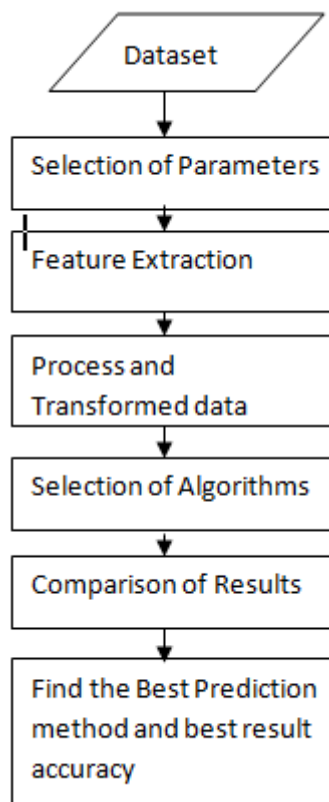 Dataset
Selection of Parameters
Feature Extraction
Process and
Transformed data
Selection of Algorithms
Comparison of Results
Find the Best Prediction
method and best result
accuracy